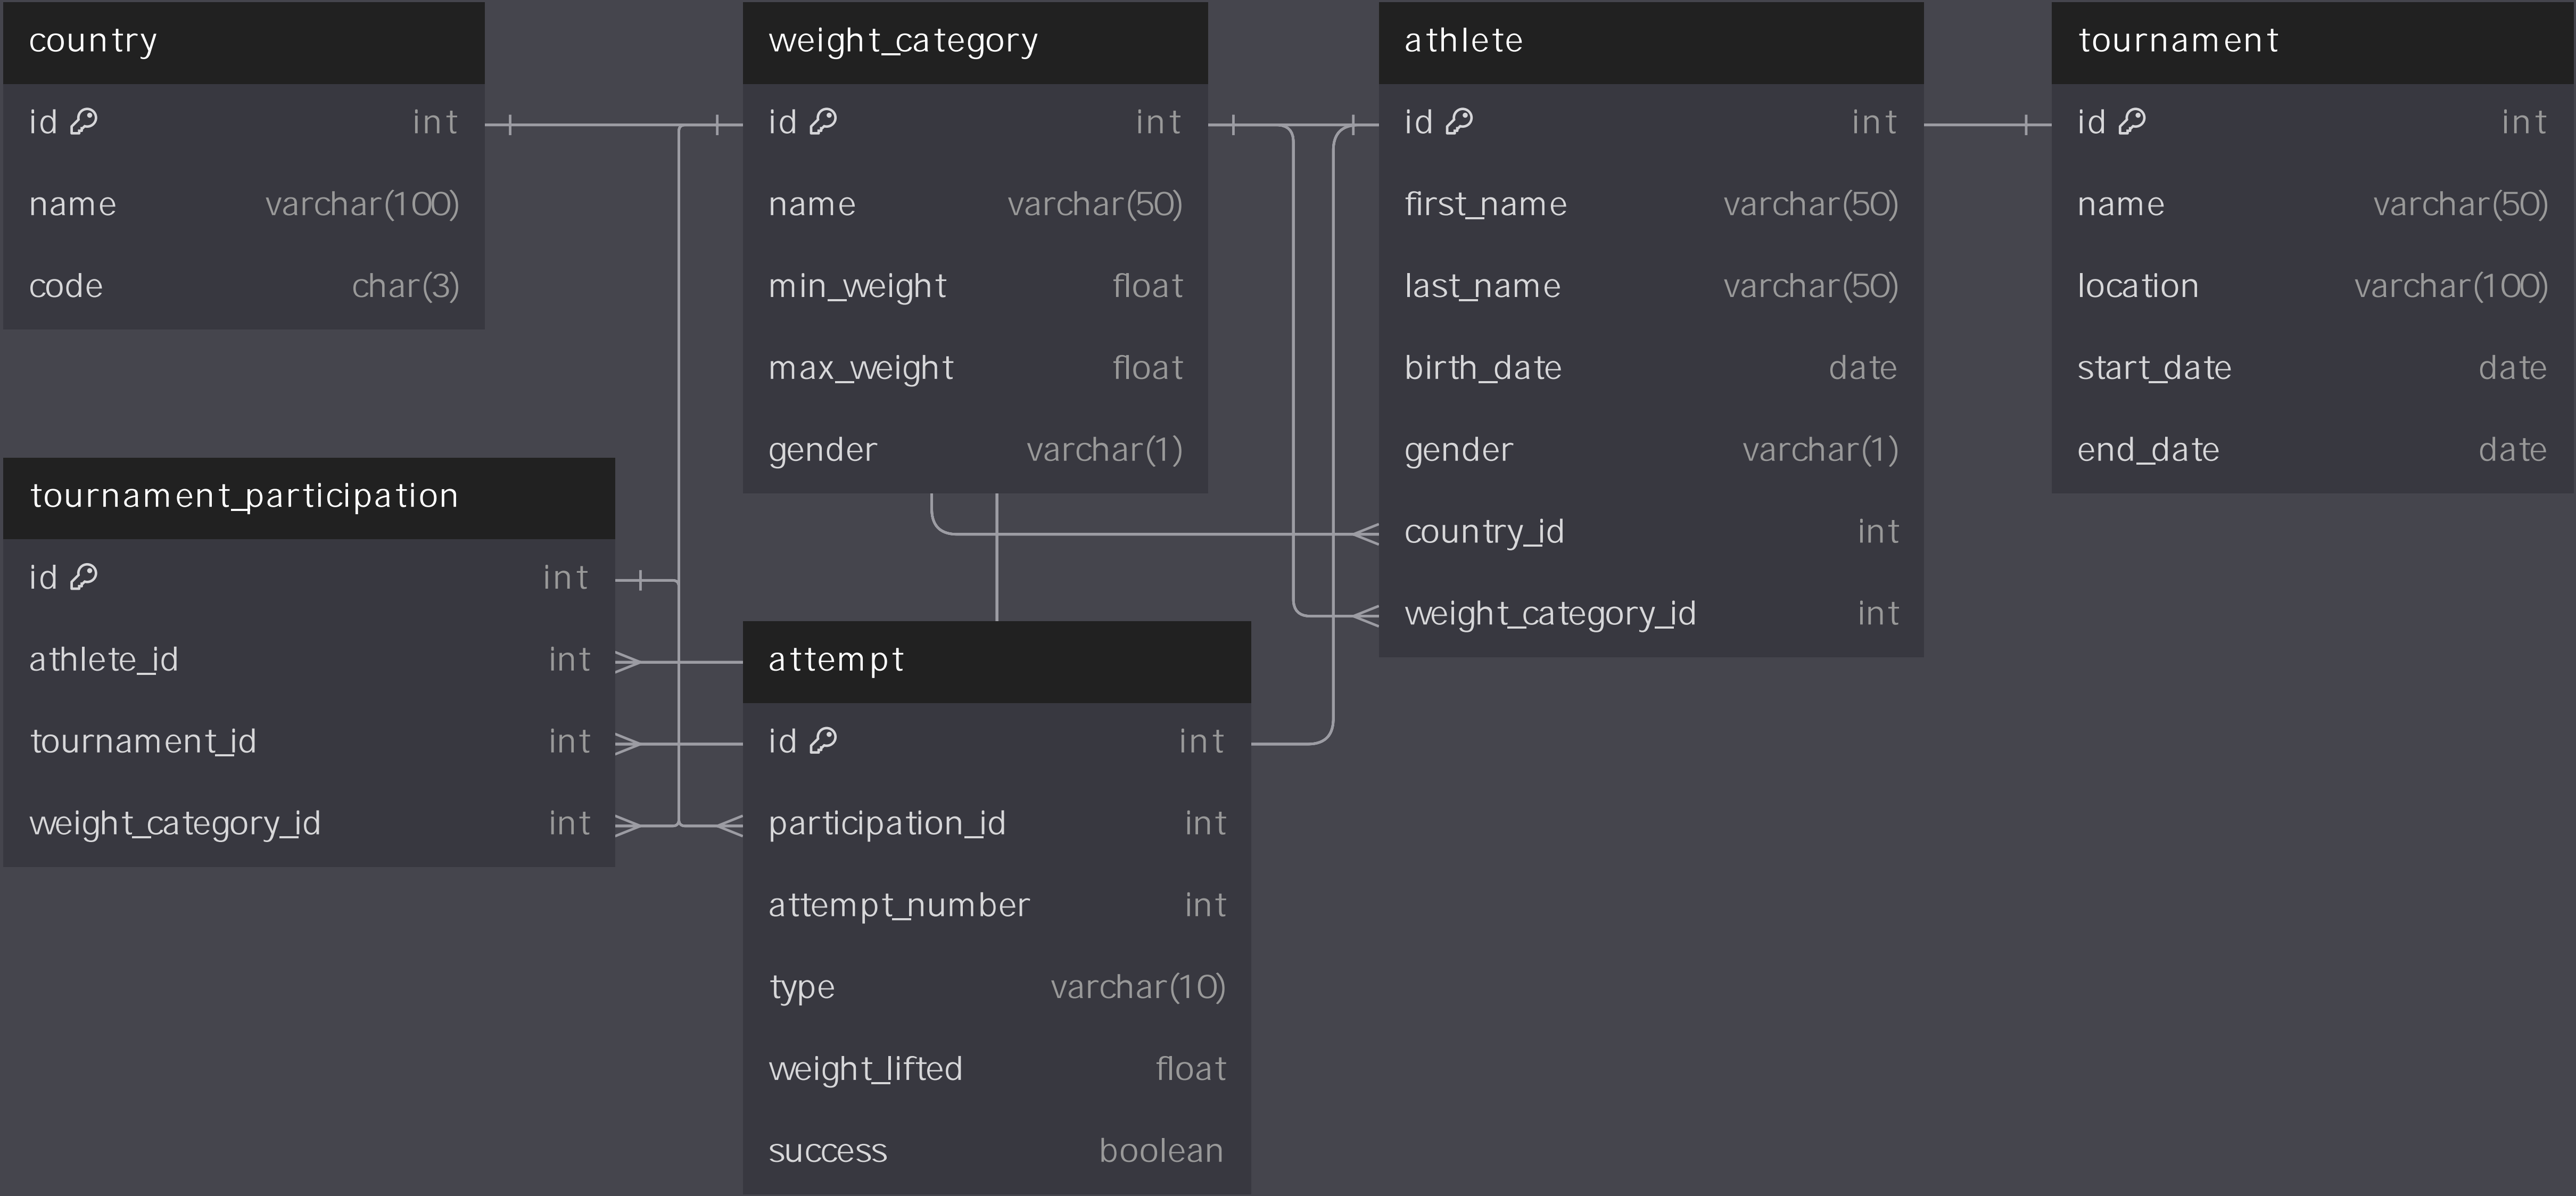 country
id int
name varchar(100)
code char(3)
weight_category
id int
name varchar(50)
min_weight float
max_weight float
gender varchar(1)
athlete
id int
first_name varchar(50)
last_name varchar(50)
birth_date date
gender varchar(1)
country_id int
weight_category_id int
tournament
id int
name varchar(50)
location varchar(100)
start_date date
end_date date
tournament_participation
id int
athlete_id int
tournament_id int
weight_category_id int
attempt
id int
participation_id int
attempt_number int
type varchar(10)
weight_lifted float
success boolean